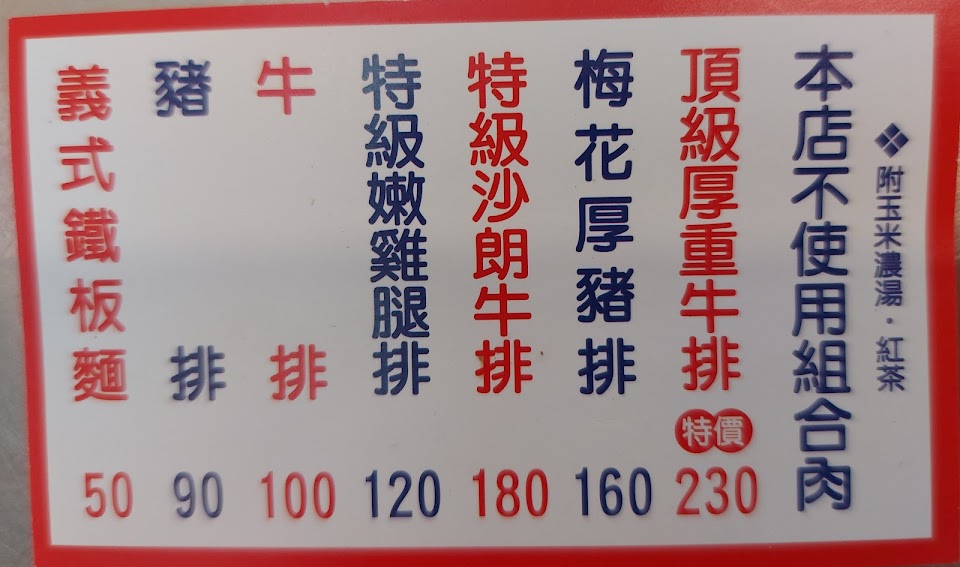 ❖附玉米濃湯．紅茶
本店不使用組合肉
頂級厚重牛排 特價 230
梅花厚豬排 160
特級沙朗牛排 180
特級嫩雞腿排 120
牛排 100
豬排 90
義式鐵板麵 50